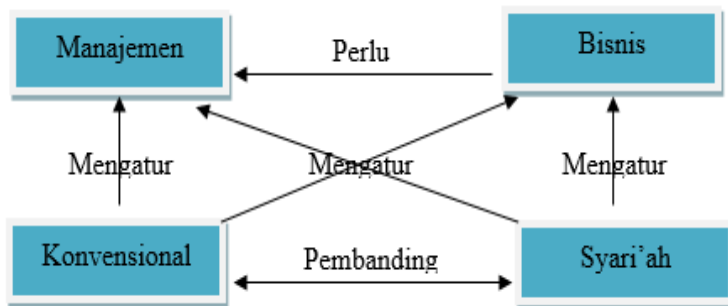 Manajemen
Perlu
Bisnis
Mengatur
Mengatur
Mengatur
Konvensional
Pembanding
Syari’ah